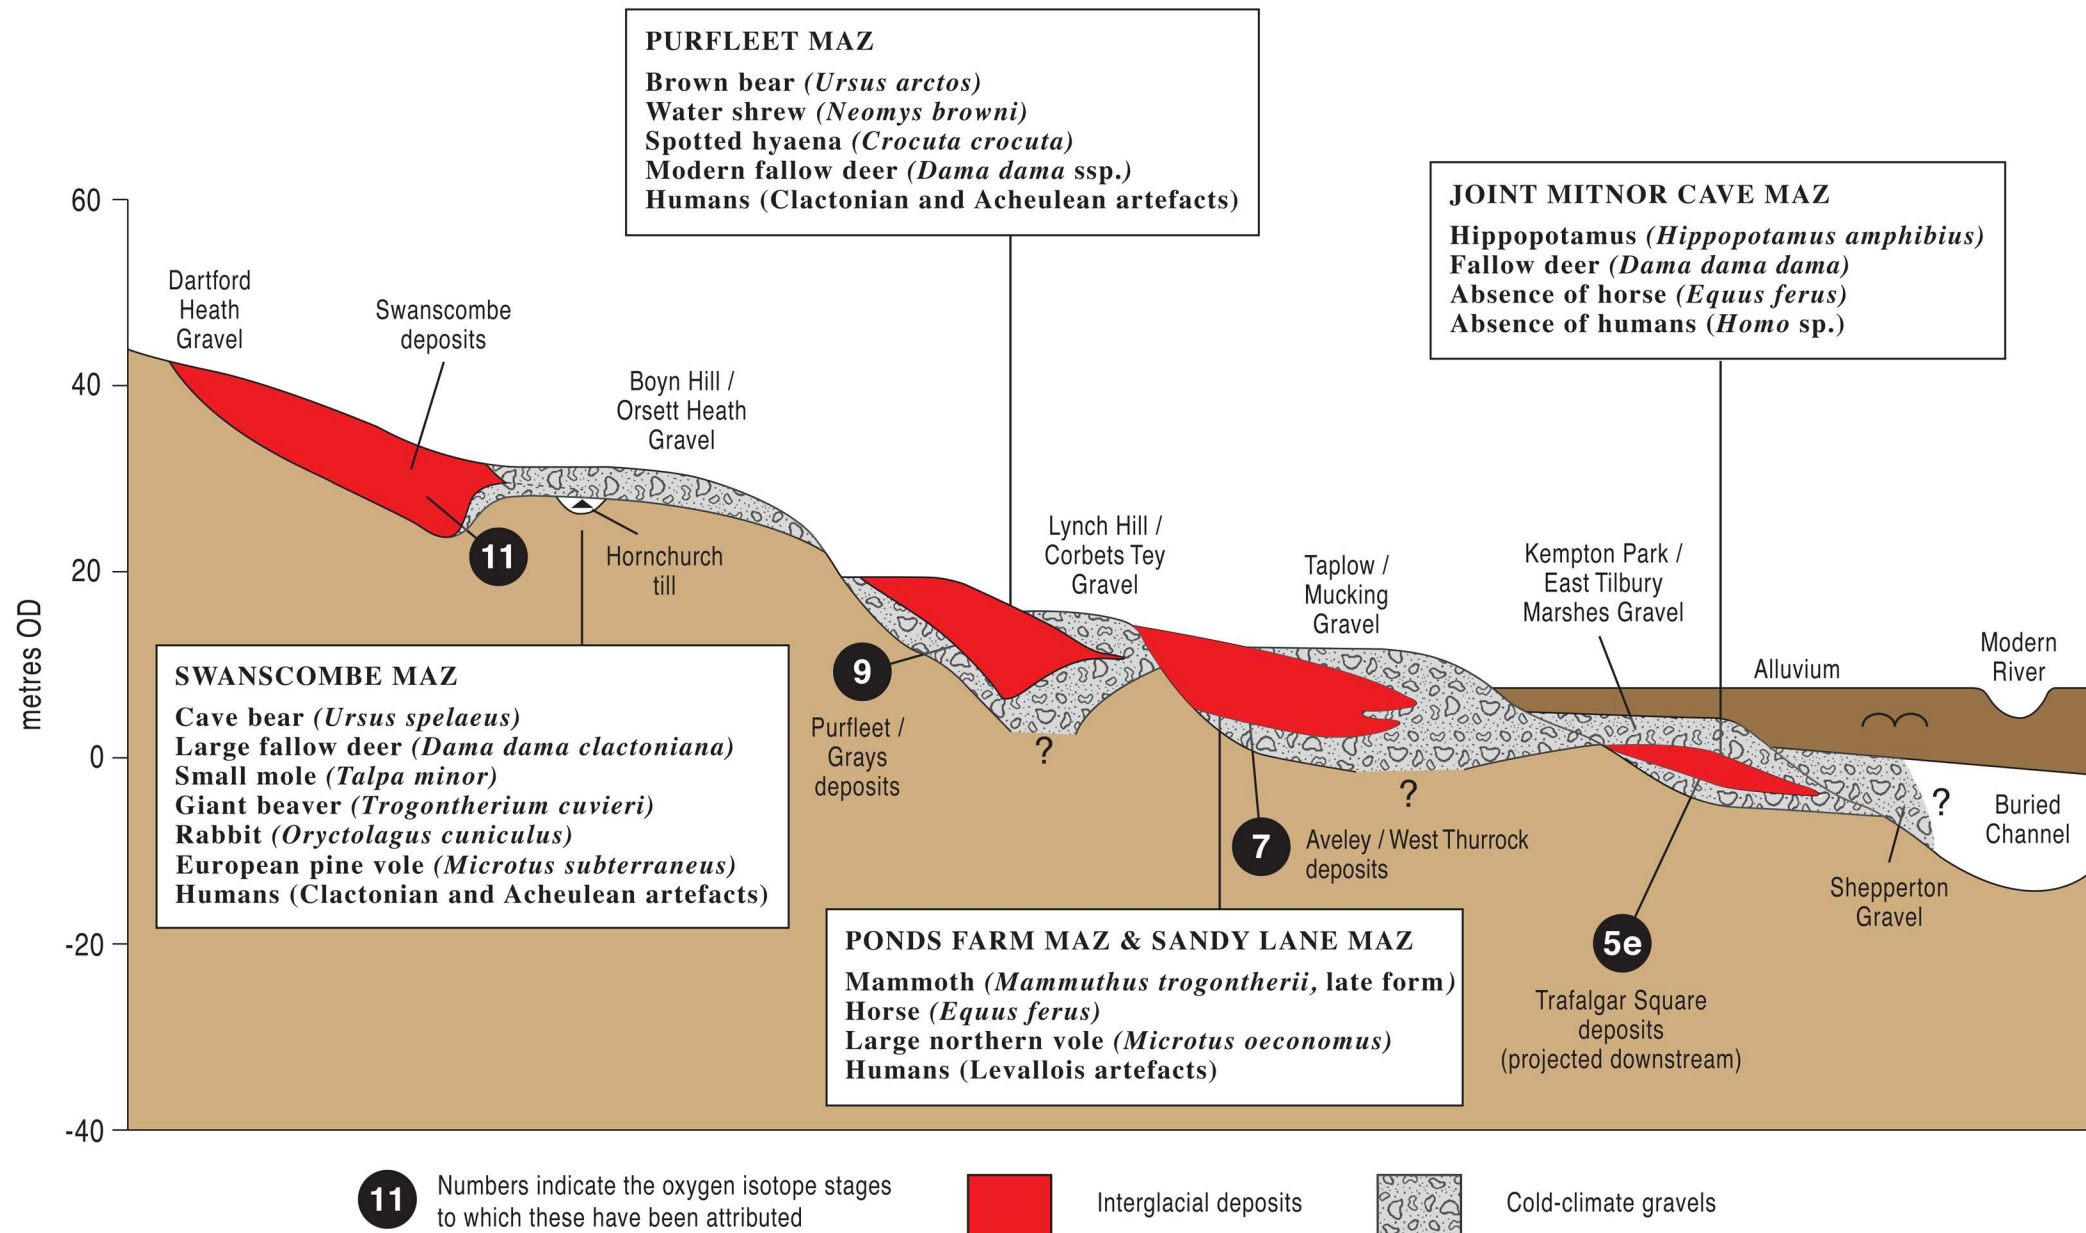 PURFLEET MAZ
Brown bear (Ursus arctos)
Water shrew (Neomys browni)
Spotted hyaena (Crocuta crocuta)
Modern fallow deer (Dama dama ssp.)
Humans (Clactonian and Acheulean artefacts)
JOINT MITNOR CAVE MAZ
Hippopotamus (Hippopotamus amphibius)
Fallow deer (Dama dama dama)
Absence of horse (Equus ferus)
Absence of humans (Homo sp.)
60
40
20
0
-20
-40
metres OD
Dartford
Heath
Gravel
Swanscombe
deposits
Boyn Hill /
Orsett Heath
Gravel
11
Hornchurch
till
Lynch Hill /
Corbets Tey
Gravel
Taplow /
Mucking
Gravel
Kempton Park /
East Tilbury
Marshes Gravel
Alluvium
Modern
River
SWANSCOMBE MAZ
Cave bear (Ursus spelaeus)
Large fallow deer (Dama dama clactoniana)
Small mole (Talpa minor)
Giant beaver (Trogontherium cuvieri)
Rabbit (Oryctolagus cuniculus)
European pine vole (Microtus subterraneus)
Humans (Clactonian and Acheulean artefacts)
9
Purfleet /
Grays
deposits
?
?
?
7
Aveley / West Thurrock
deposits
Buried
Channel
Shepperton
Gravel
PONDS FARM MAZ & SANDY LANE MAZ
Mammoth (Mammuthus trogontherii, late form)
Horse (Equus ferus)
Large northern vole (Microtus oeconomus)
Humans (Levallois artefacts)
5e
Trafalgar Square
deposits
(projected downstream)
11
Numbers indicate the oxygen isotope stages
to which these have been attributed
Interglacial deposits
Cold-climate gravels